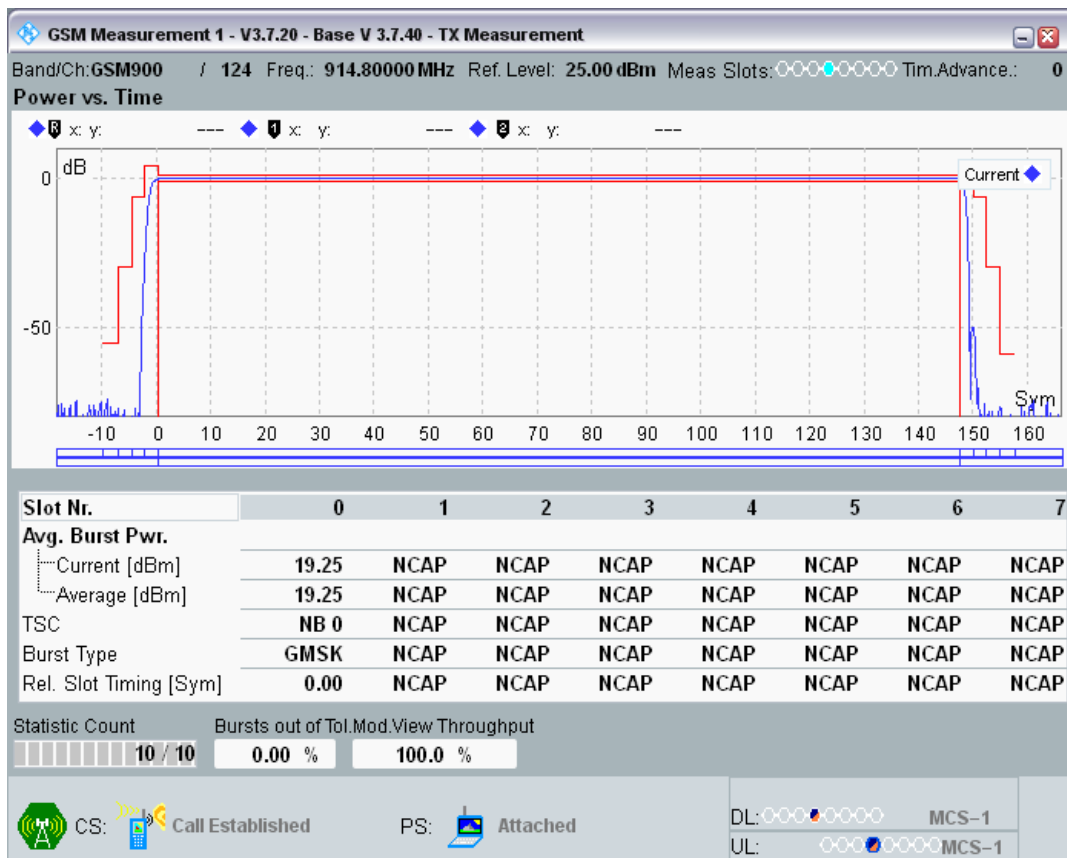 GSM Measurement 1 - V3.7.20 - Base V 3.7.40 - TX Measurement
Band/Ch:GSM900 / 124 Freq.: 914.80000 MHz Ref. Level: 25.00 dBm Meas Slots: Tim.Advance.: 0
Power vs. Time
R x: y: --- 1 x: y: --- 2 x: y: ---
dB
Current
0
-50
Sym
-10 0 10 20 30 40 50 60 70 80 90 100 110 120 130 140 150 160
Slot Nr. 0 1 2 3 4 5 6 7
Avg. Burst Pwr.
Current [dBm] 19.25 NCAP NCAP NCAP NCAP NCAP NCAP NCAP
Average [dBm] 19.25 NCAP NCAP NCAP NCAP NCAP NCAP NCAP
TSC NB 0 NCAP NCAP NCAP NCAP NCAP NCAP NCAP
Burst Type GMSK NCAP NCAP NCAP NCAP NCAP NCAP NCAP
Rel. Slot Timing [Sym] 0.00 NCAP NCAP NCAP NCAP NCAP NCAP NCAP
Statistic Count Bursts out of Tol.Mod.View Throughput
10 / 10 0.00 % 100.0 %
CS: Call Established PS: Attached
DL: MCS-1
UL: MCS-1